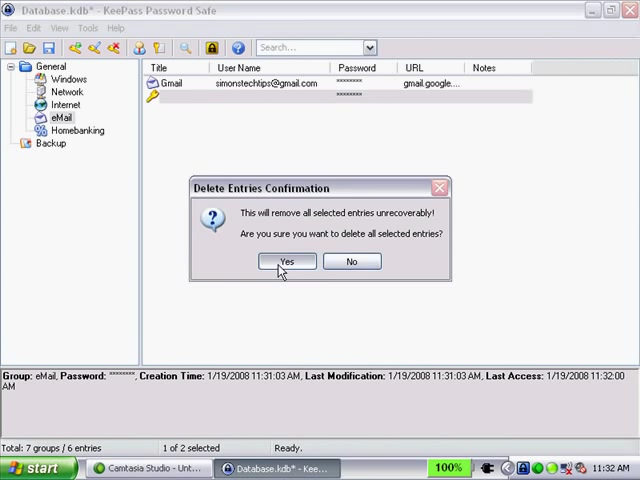 Database.kdb* - KeePass Password Safe
File Edit View Tools Help
Search...
General
Windows
Network
Internet
eMail
Homebanking
Backup
Title User Name Password URL Notes
Gmail simonstechtips@gmail.com ******** gmail.google....
********
Delete Entries Confirmation
This will remove all selected entries unrecoverably!
Are you sure you want to delete all selected entries?
Yes No
Group: eMail, Password: ********, Creation Time: 1/19/2008 11:31:03 AM, Last Modification: 1/19/2008 11:31:03 AM, Last Access: 1/19/2008 11:32:00
AM
Total: 7 groups / 6 entries 1 of 2 selected Ready.
start Camtasia Studio - Unt... Database.kdb* - Kee... 100% 11:32 AM